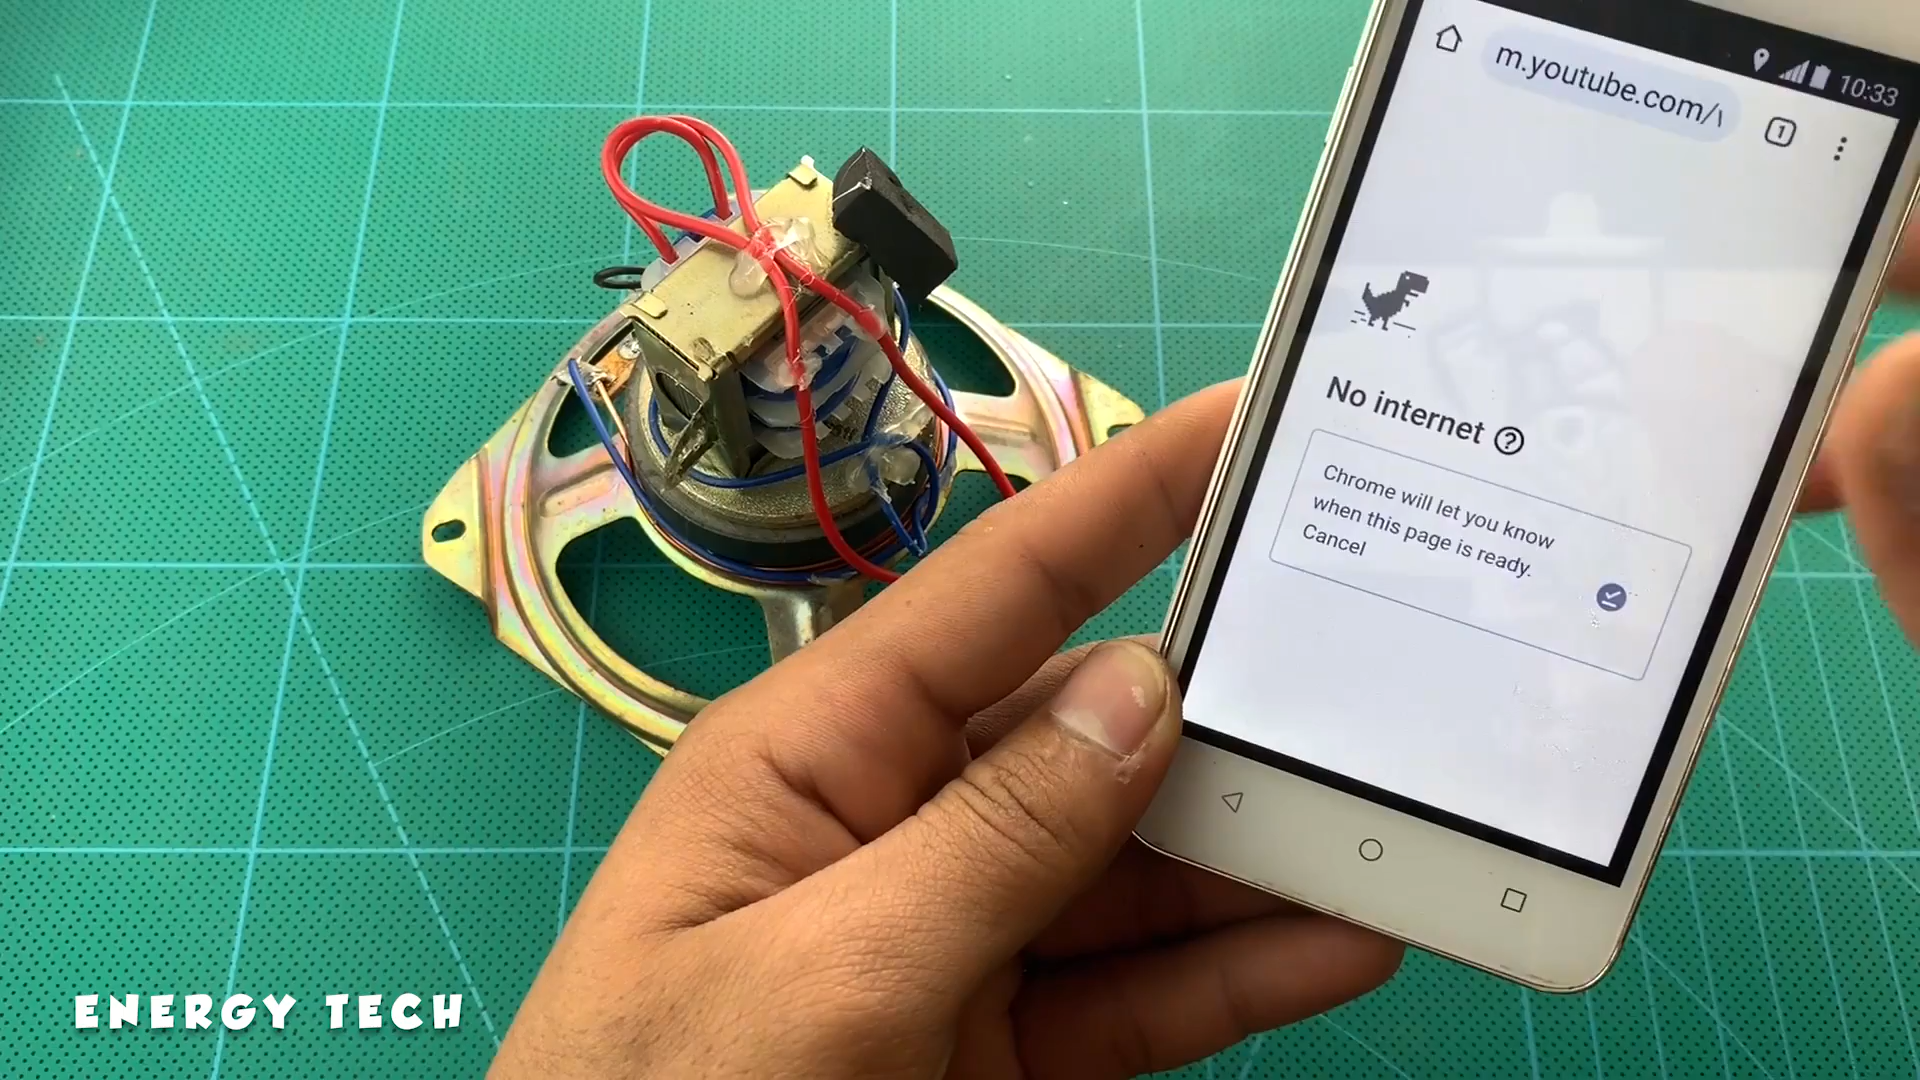 10:33
m.youtube.com/
1
No internet
Chrome will let you know
when this page is ready.
Cancel
ENERGY TECH